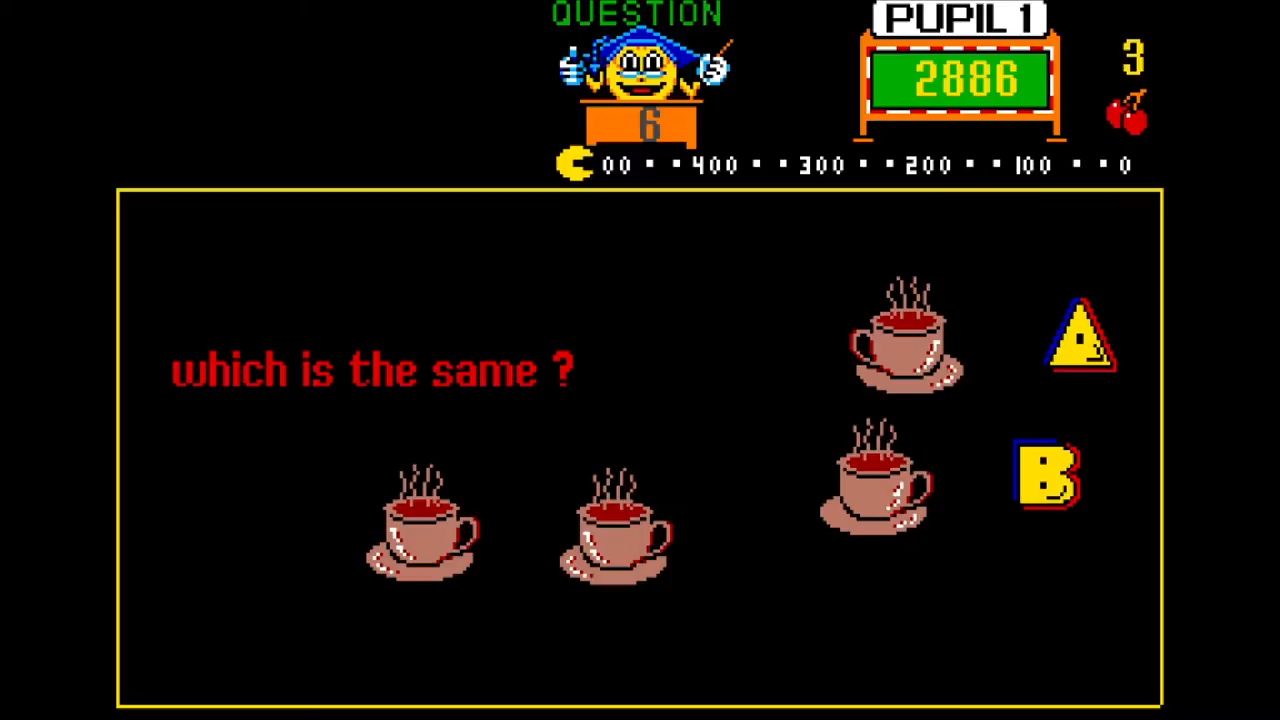 QUESTION
PUPIL 1
2886
3
6
00 400 300 200 100 0
which is the same ?
A
B